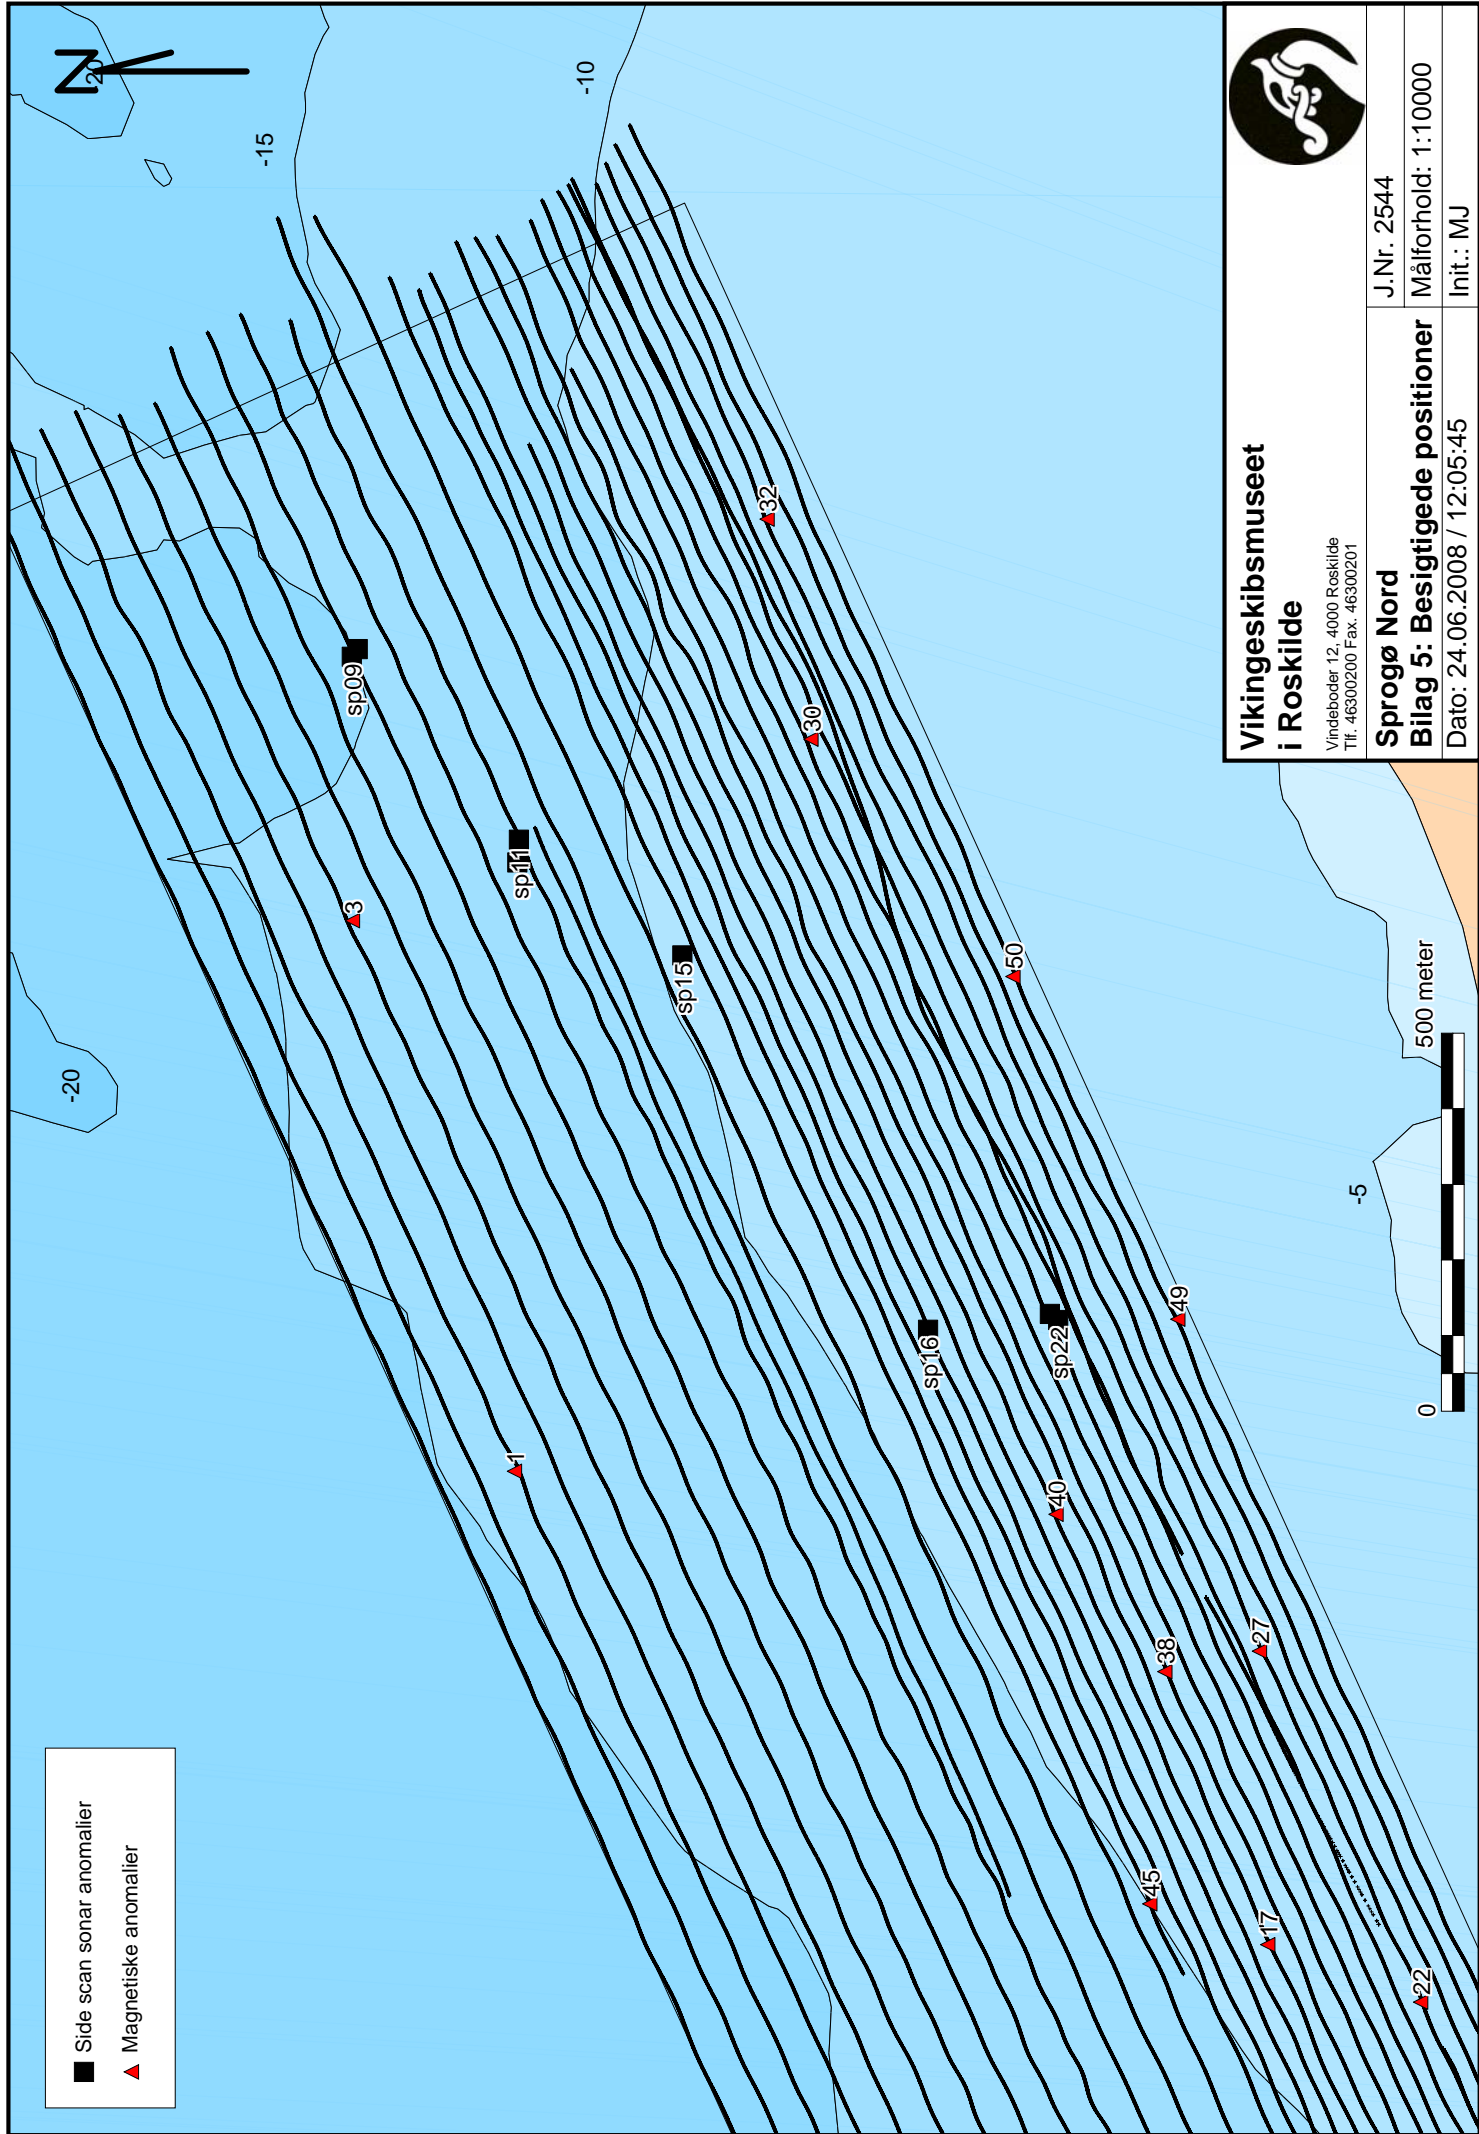 Side scan sonar anomalier
Magnetiske anomalier
N
-20
20
-15
-10
3
sp09
1
sp11
sp15
32
30
sp16
50
40
sp22
45
38
49
17
27
22
-5
0
500 meter
Vikingeskibsmuseet
i Roskilde
Vindeboder 12, 4000 Roskilde
Tlf. 46300200 Fax. 46300201
Sprogø Nord
J.Nr. 2544
Bilag 5: Besigtigede positioner
Målforhold: 1:10000
Dato: 24.06.2008 / 12:05:45
Init.: MJ